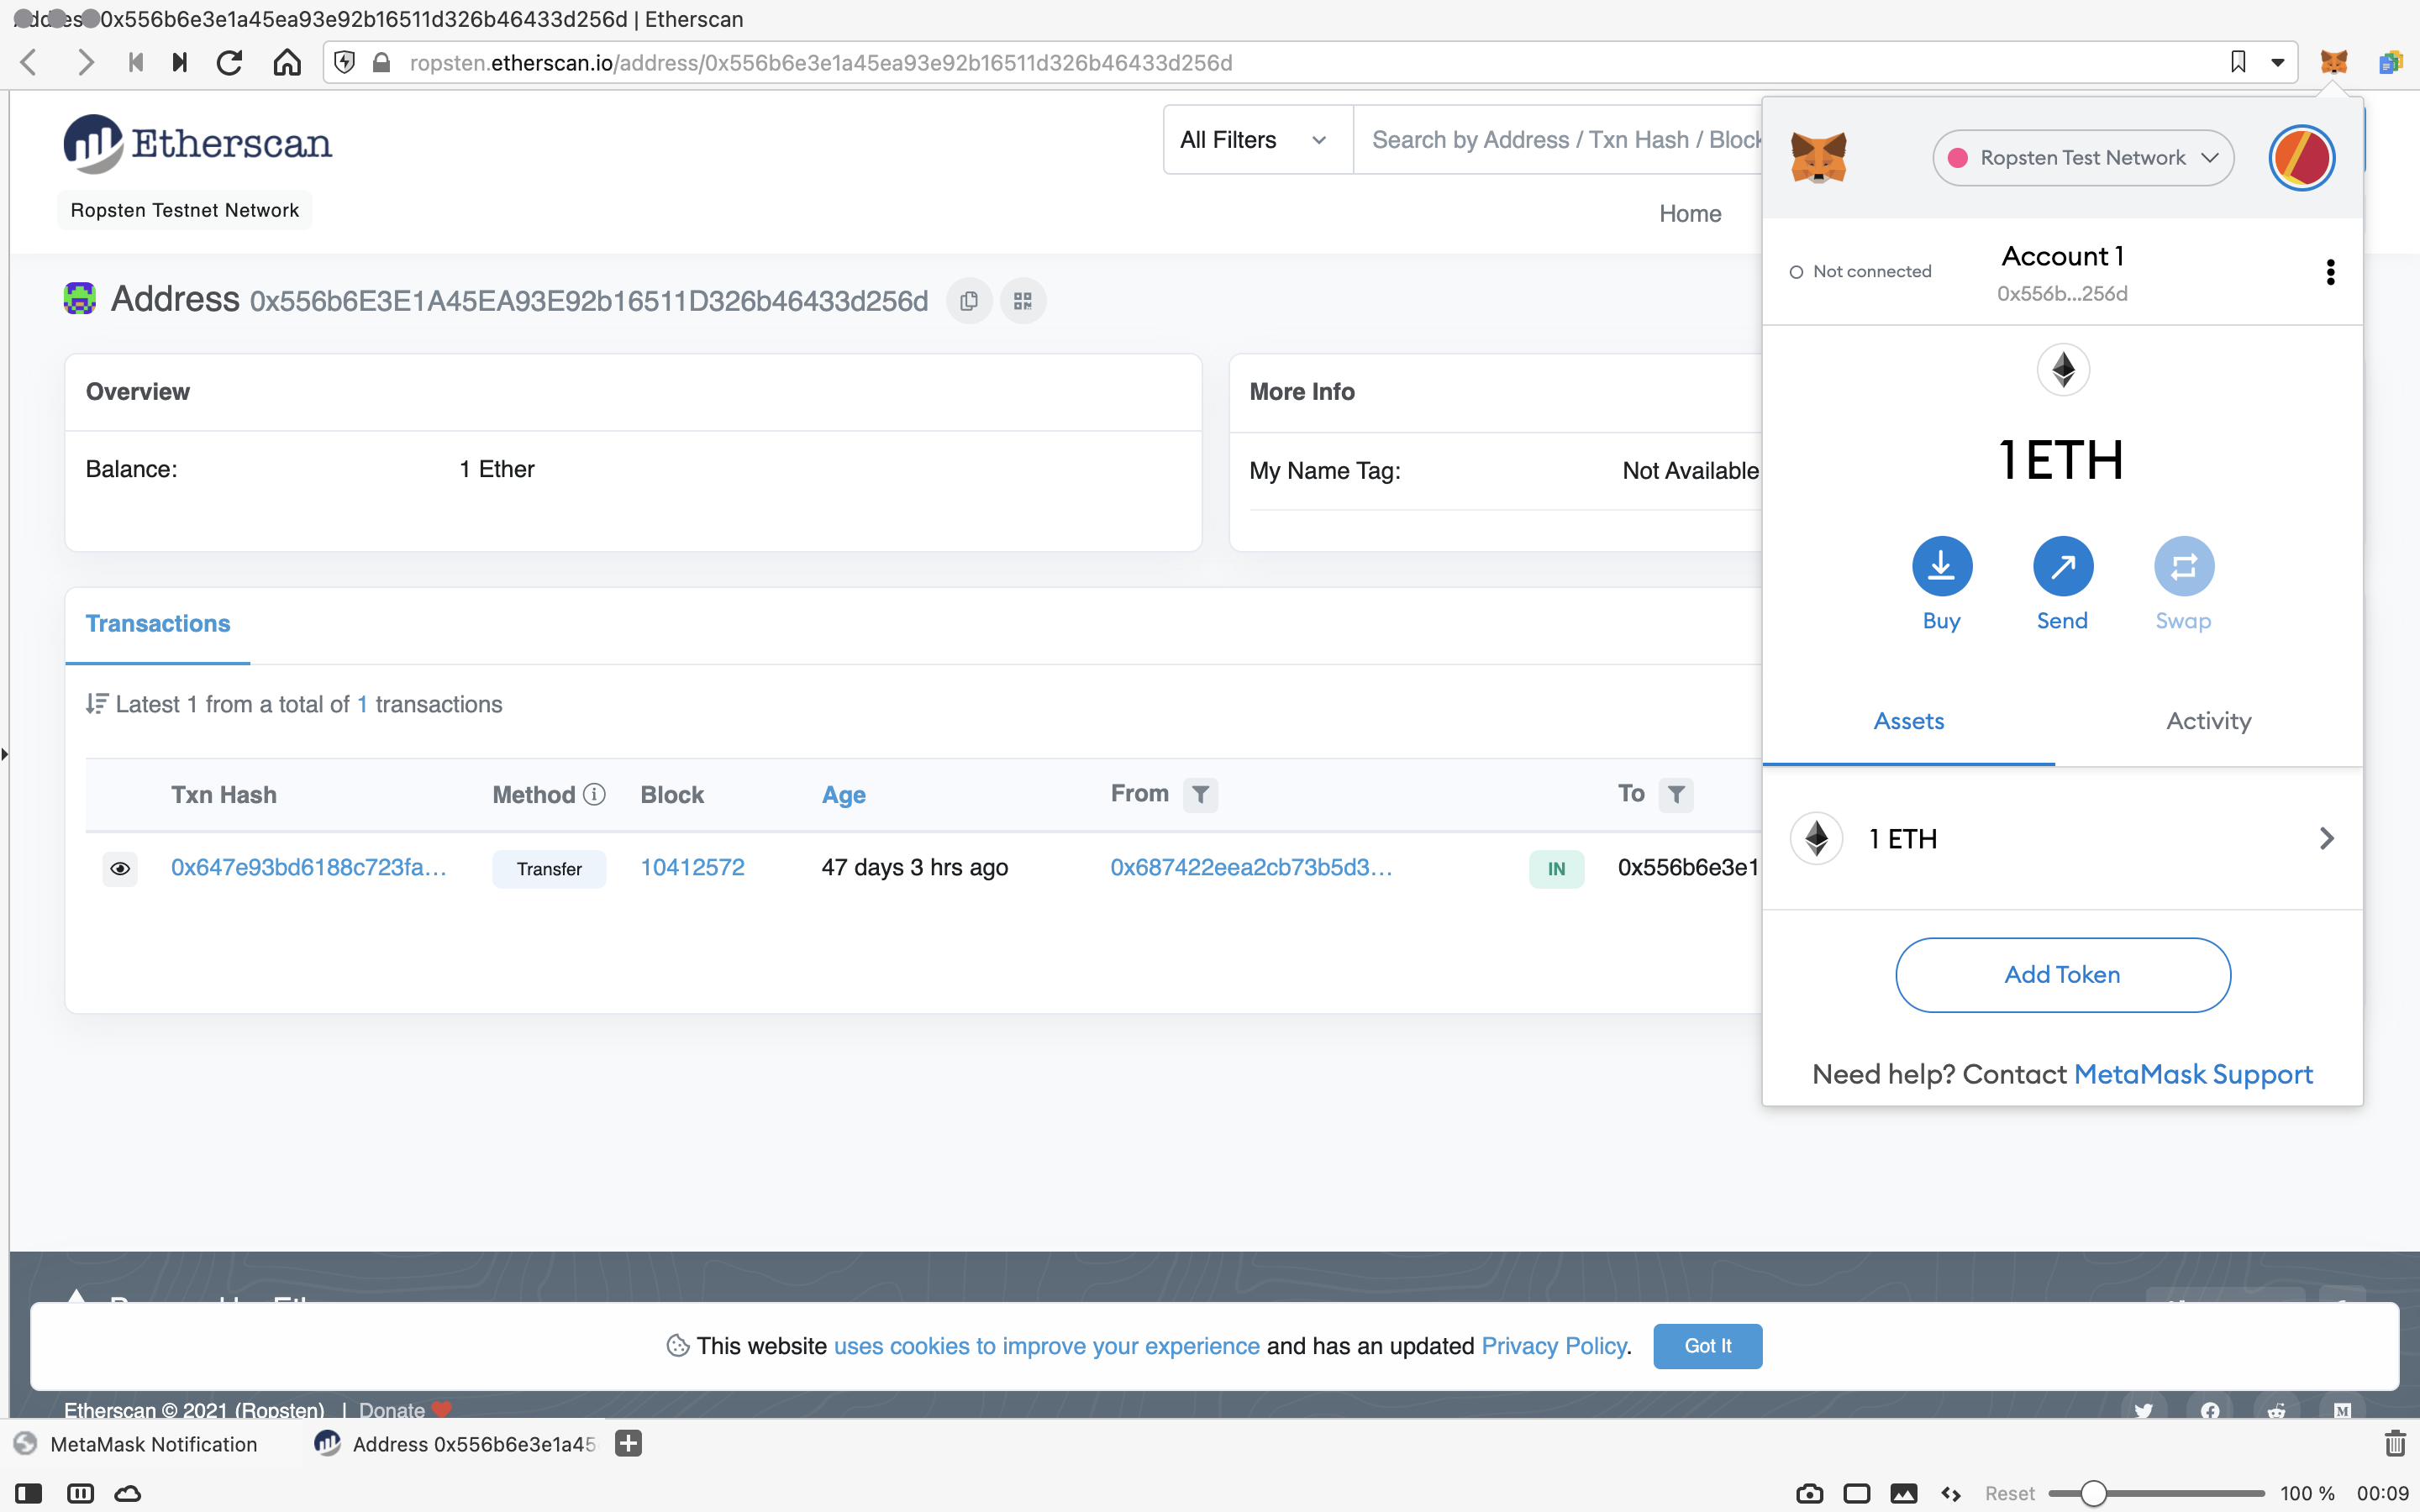 0x556b6e3e1a45ea93e92b16511d326b46433d256d | Etherscan
ropsten.etherscan.io/address/0x556b6e3e1a45ea93e92b16511d326b46433d256d
Etherscan
All Filters
Search by Address / Txn Hash / Block
Ropsten Testnet Network
Home
Address 0x556b6E3E1A45EA93E92b16511D326b46433d256d
Overview
Balance: 1 Ether
More Info
My Name Tag: Not Available
Transactions
Latest 1 from a total of 1 transactions
Txn Hash Method Block Age From To
0x647e93bd6188c723fa... Transfer 10412572 47 days 3 hrs ago 0x687422eea2cb73b5d3... IN 0x556b6e3e1
Ropsten Test Network
Not connected
Account 1
0x556b...256d
1 ETH
Buy Send Swap
Assets Activity
1 ETH
Add Token
Need help? Contact MetaMask Support
This website uses cookies to improve your experience and has an updated Privacy Policy. Got It
Etherscan © 2021 (Ropsten) | Donate
MetaMask Notification
Address 0x556b6e3e1a45
Reset 100 % 00:09